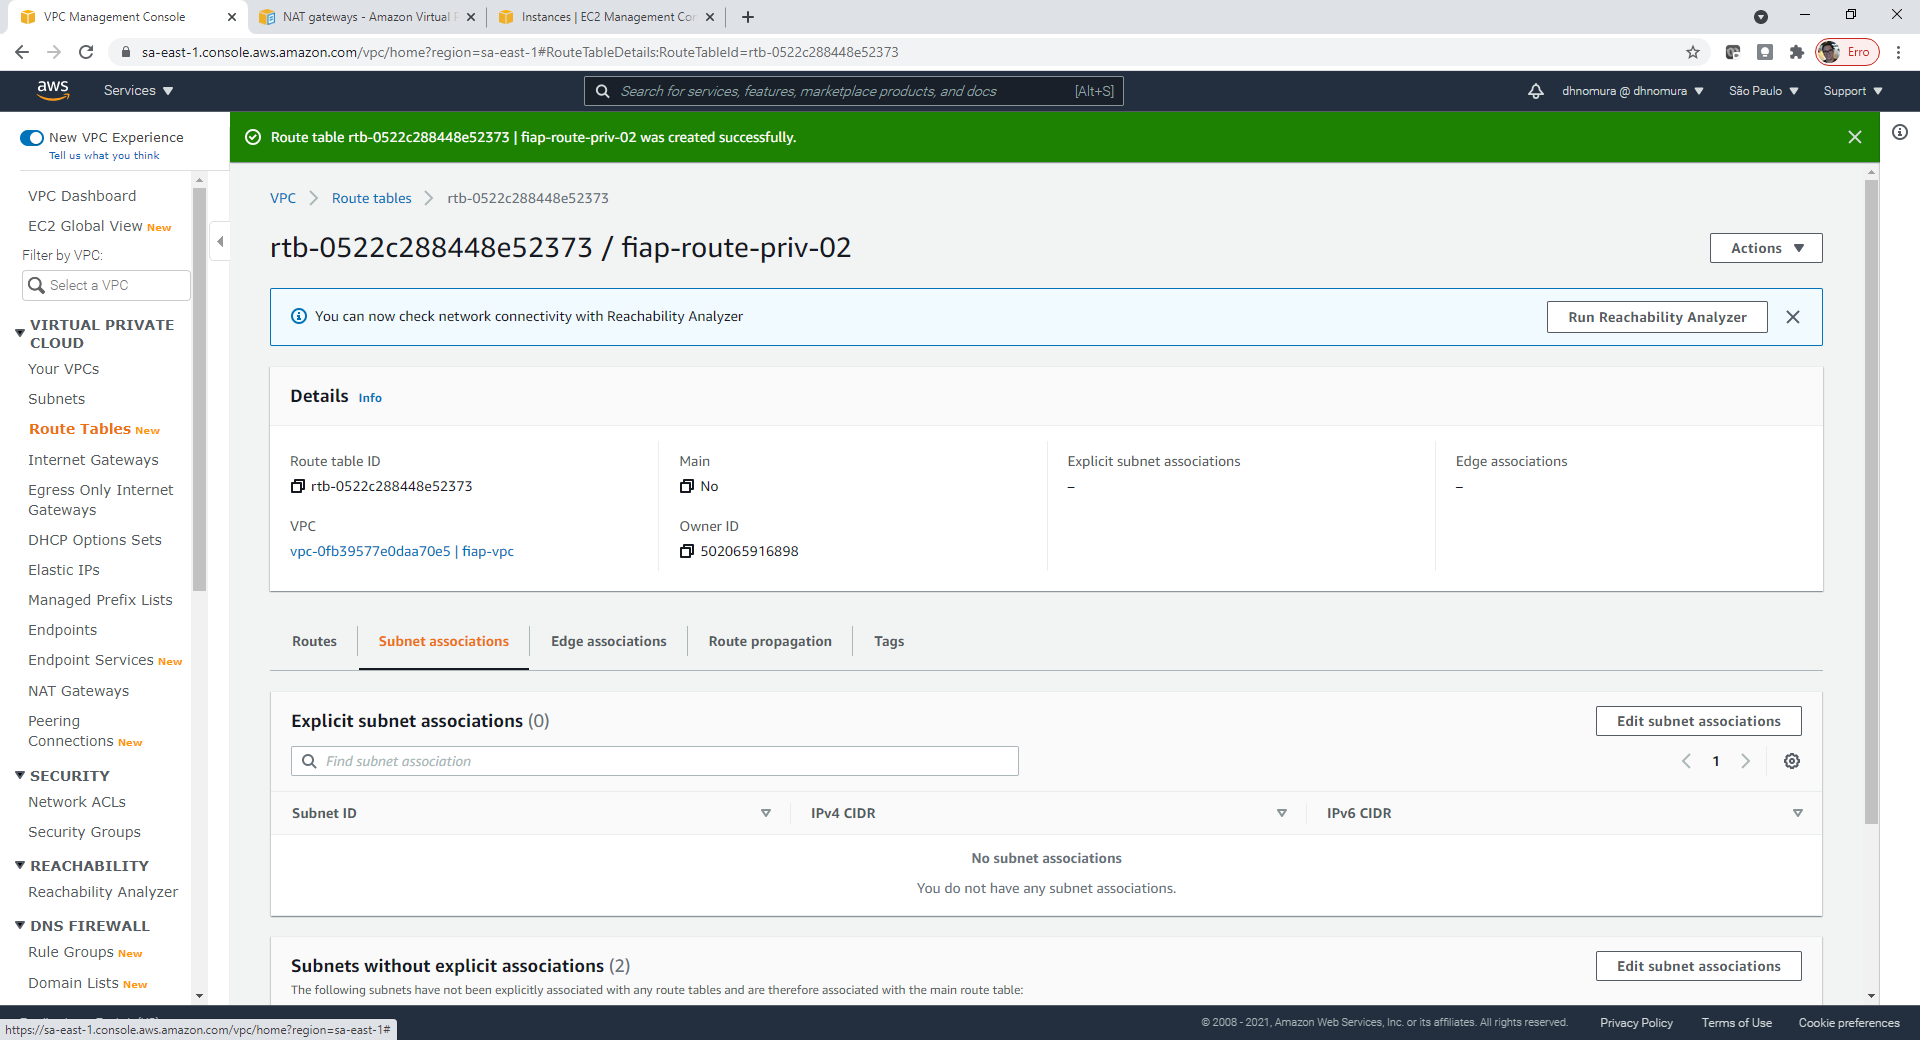 VPC Management Console
NAT gateways - Amazon Virtual P
Instances | EC2 Management Con
sa-east-1.console.aws.amazon.com/vpc/home?region=sa-east-1#RouteTableDetails:RouteTableId=rtb-0522c288448e52373
Erro
aws
Services
Search for services, features, marketplace products, and docs
[Alt+S]
dhnomura @ dhnomura
São Paulo
Support
New VPC Experience
Tell us what you think
Route table rtb-0522c288448e52373 | fiap-route-priv-02 was created successfully.
VPC Dashboard
EC2 Global View New
Filter by VPC:
Select a VPC
VIRTUAL PRIVATE
CLOUD
Your VPCs
Subnets
Route Tables New
Internet Gateways
Egress Only Internet
Gateways
DHCP Options Sets
Elastic IPs
Managed Prefix Lists
Endpoints
Endpoint Services New
NAT Gateways
Peering
Connections New
SECURITY
Network ACLs
Security Groups
REACHABILITY
Reachability Analyzer
DNS FIREWALL
Rule Groups New
Domain Lists New
VPC
Route tables
rtb-0522c288448e52373
rtb-0522c288448e52373 / fiap-route-priv-02
Actions
You can now check network connectivity with Reachability Analyzer
Run Reachability Analyzer
Details Info
Route table ID
rtb-0522c288448e52373
Main
No
Explicit subnet associations
–
Edge associations
–
VPC
vpc-0fb39577e0daa70e5 | fiap-vpc
Owner ID
502065916898
Routes
Subnet associations
Edge associations
Route propagation
Tags
Explicit subnet associations (0)
Edit subnet associations
Find subnet association
1
Subnet ID
IPv4 CIDR
IPv6 CIDR
No subnet associations
You do not have any subnet associations.
Subnets without explicit associations (2)
Edit subnet associations
The following subnets have not been explicitly associated with any route tables and are therefore associated with the main route table:
https://sa-east-1.console.aws.amazon.com/vpc/home?region=sa-east-1#
© 2008 - 2021, Amazon Web Services, Inc. or its affiliates. All rights reserved.
Privacy Policy
Terms of Use
Cookie preferences